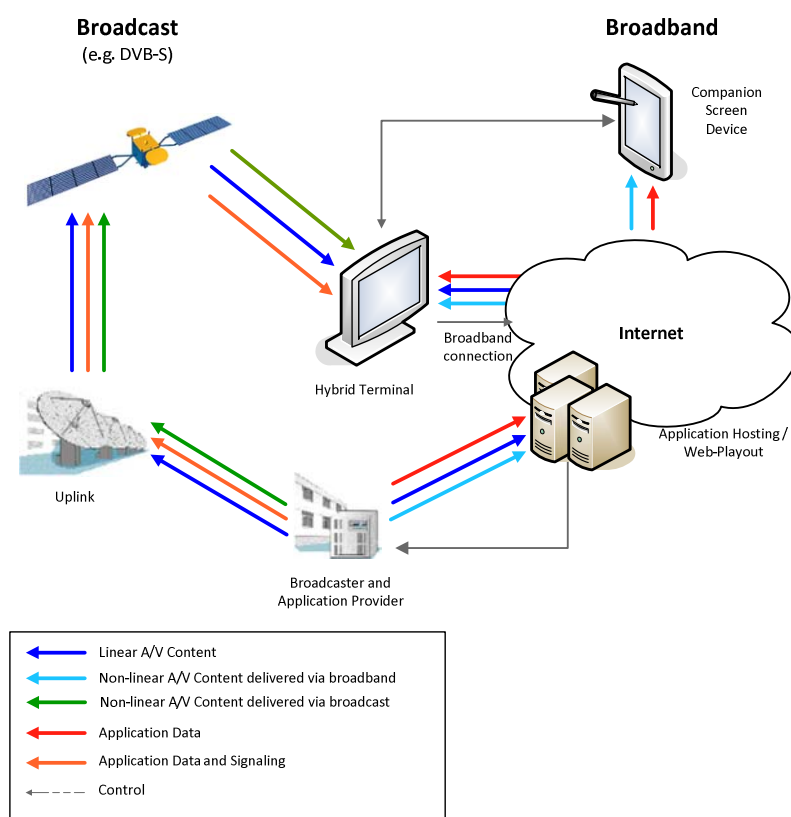 Broadcast
(e.g. DVB-S)
Broadband
Companion
Screen
Device
Internet
Broadband
connection
Hybrid Terminal
Application Hosting /
Web-Playout
Uplink
Broadcaster and
Application Provider
Linear A/V Content
Non-linear A/V Content delivered via broadband
Non-linear A/V Content delivered via broadcast
Application Data
Application Data and Signaling
Control